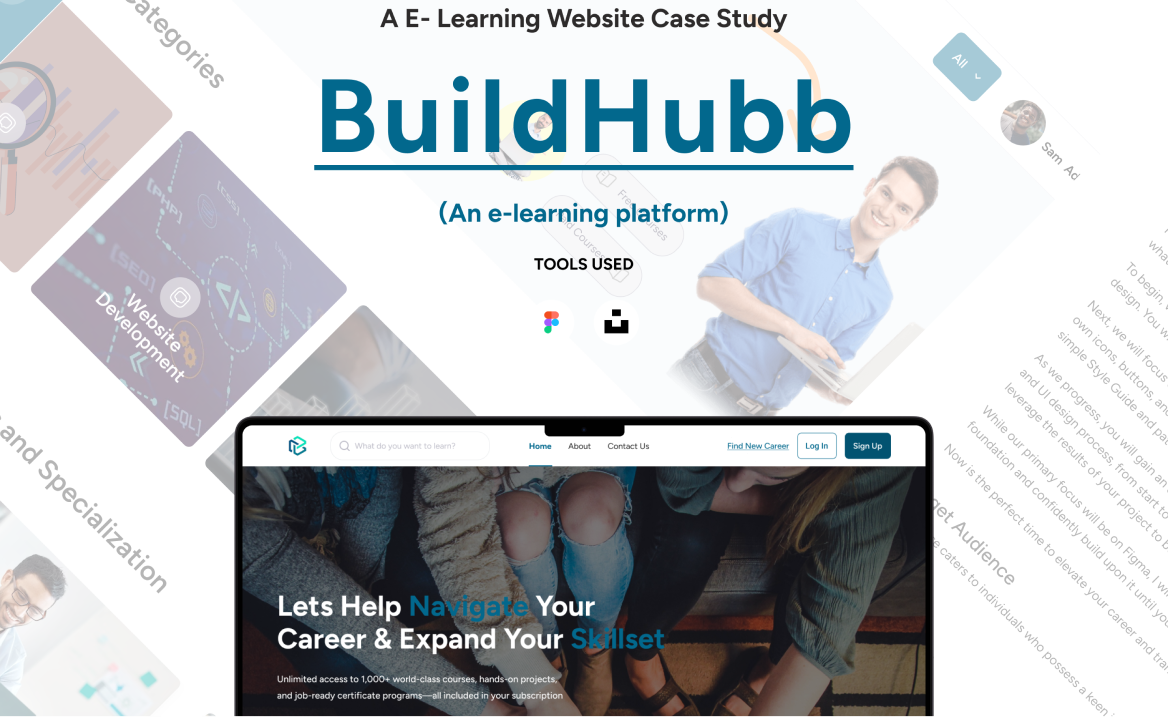 A E- Learning Website Case Study
BuildHubb
(An e-learning platform)
TOOLS USED
What do you want to learn?
Home
About
Contact Us
Find New Career
Log In
Sign Up
Lets Help Navigate Your
Career & Expand Your Skillset
Unlimited access to 1,000+ world-class courses, hands-on projects,
and job-ready certificate programs—all included in your subscription
All
Sam Ad
[PHP]
[CSS]
[SEO]
[SQL]
Website
Development
and Specialization
To begin,
design. You
Next, we will focus
own icons, buttons, and
simple Style Guide and
As we progress, you will gain
and UI design process, from start to
leverage the results of your project to
While our primary focus will be on Figma, I
foundation and confidently build upon it until you
Now is the perfect time to elevate your career and
get Audience
caters to individuals who possess a keen